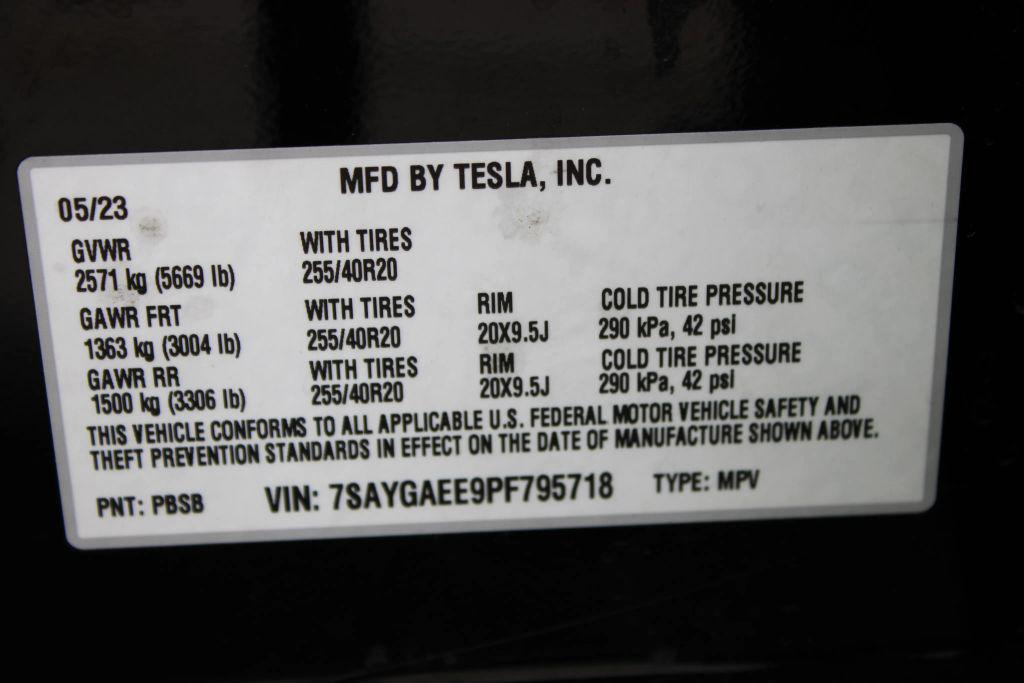 MFD BY TESLA, INC.
05/23
GVWR WITH TIRES
2571 kg (5669 lb) 255/40R20
GAWR FRT WITH TIRES RIM COLD TIRE PRESSURE
1363 kg (3004 lb) 255/40R20 20X9.5J 290 kPa, 42 psi
GAWR RR WITH TIRES RIM COLD TIRE PRESSURE
1500 kg (3306 lb) 255/40R20 20X9.5J 290 kPa, 42 psi
THIS VEHICLE CONFORMS TO ALL APPLICABLE U.S. FEDERAL MOTOR VEHICLE SAFETY AND
THEFT PREVENTION STANDARDS IN EFFECT ON THE DATE OF MANUFACTURE SHOWN ABOVE.
PNT: PBSB VIN: 7SAYGAEE9PF795718 TYPE: MPV